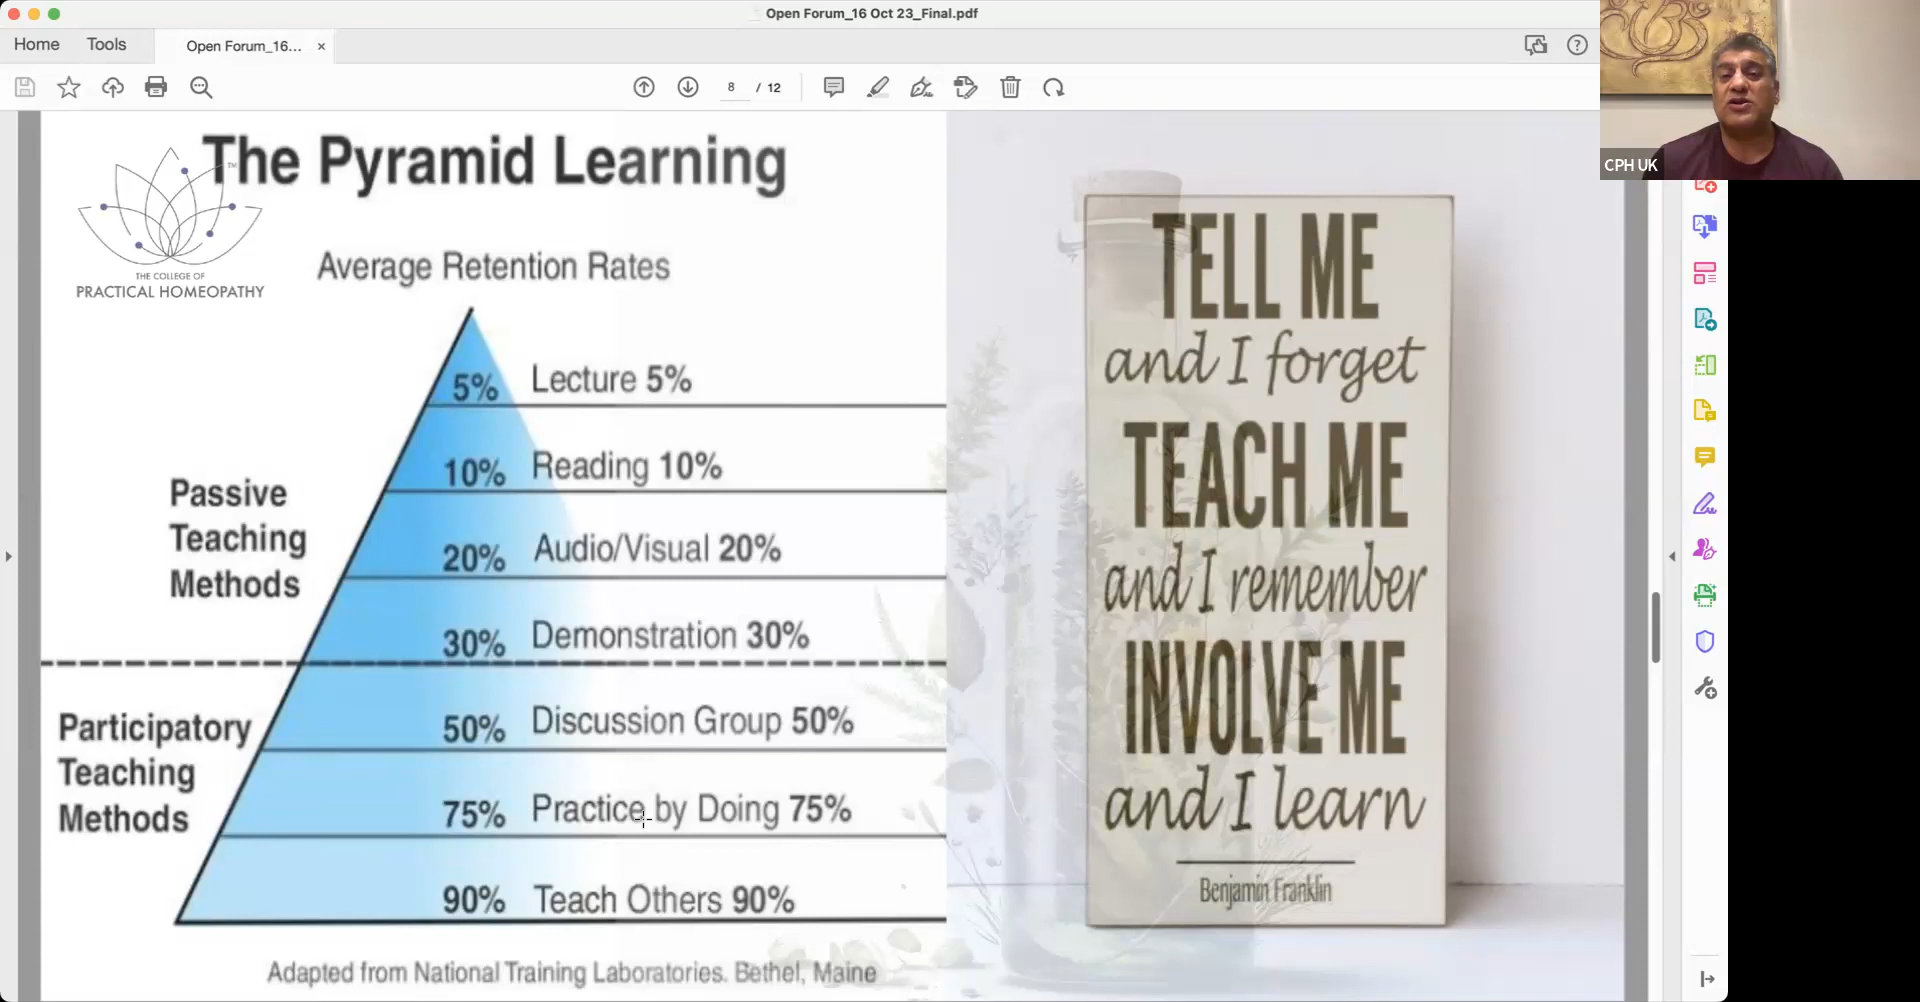 Open Forum_16 Oct 23_Final.pdf
Home
Tools
Open Forum_16...
8 / 12
CPH UK
The Pyramid Learning
TM
THE COLLEGE OF
PRACTICAL HOMEOPATHY
Average Retention Rates
5% Lecture 5%
10% Reading 10%
20% Audio/Visual 20%
30% Demonstration 30%
50% Discussion Group 50%
75% Practice by Doing 75%
90% Teach Others 90%
Passive
Teaching
Methods
Participatory
Teaching
Methods
Adapted from National Training Laboratories. Bethel, Maine
TELL ME
and I forget
TEACH ME
and I remember
INVOLVE ME
and I learn
Benjamin Franklin